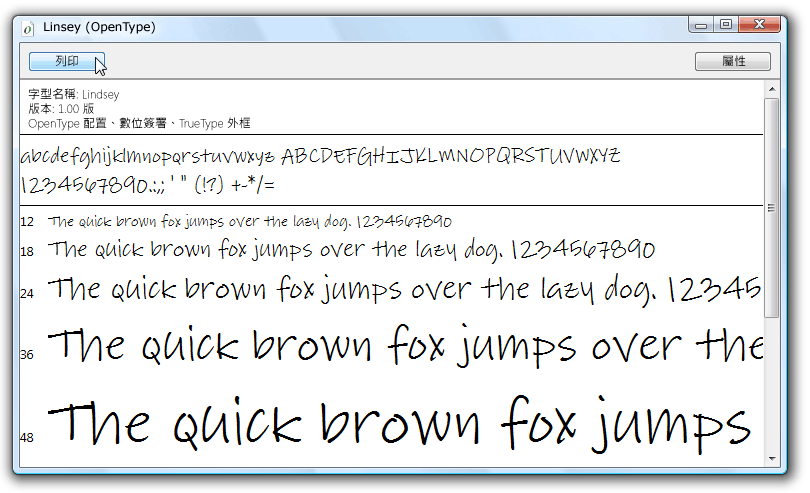 Linsey (OpenType)
列印
屬性
字型名稱: Lindsey
版本: 1.00 版
OpenType 配置、數位簽署、TrueType 外框
abcdefghijklmnopqrstuvwxyz ABCDEFGHIJKLMNOPQRSTUVWXYZ
1234567890.:,; ' " (!?) +-*/=
12 The quick brown fox jumps over the lazy dog. 1234567890
18 The quick brown fox jumps over the lazy dog. 1234567890
24 The quick brown fox jumps over the lazy dog. 12345
36 The quick brown fox jumps over the
48 The quick brown fox jumps